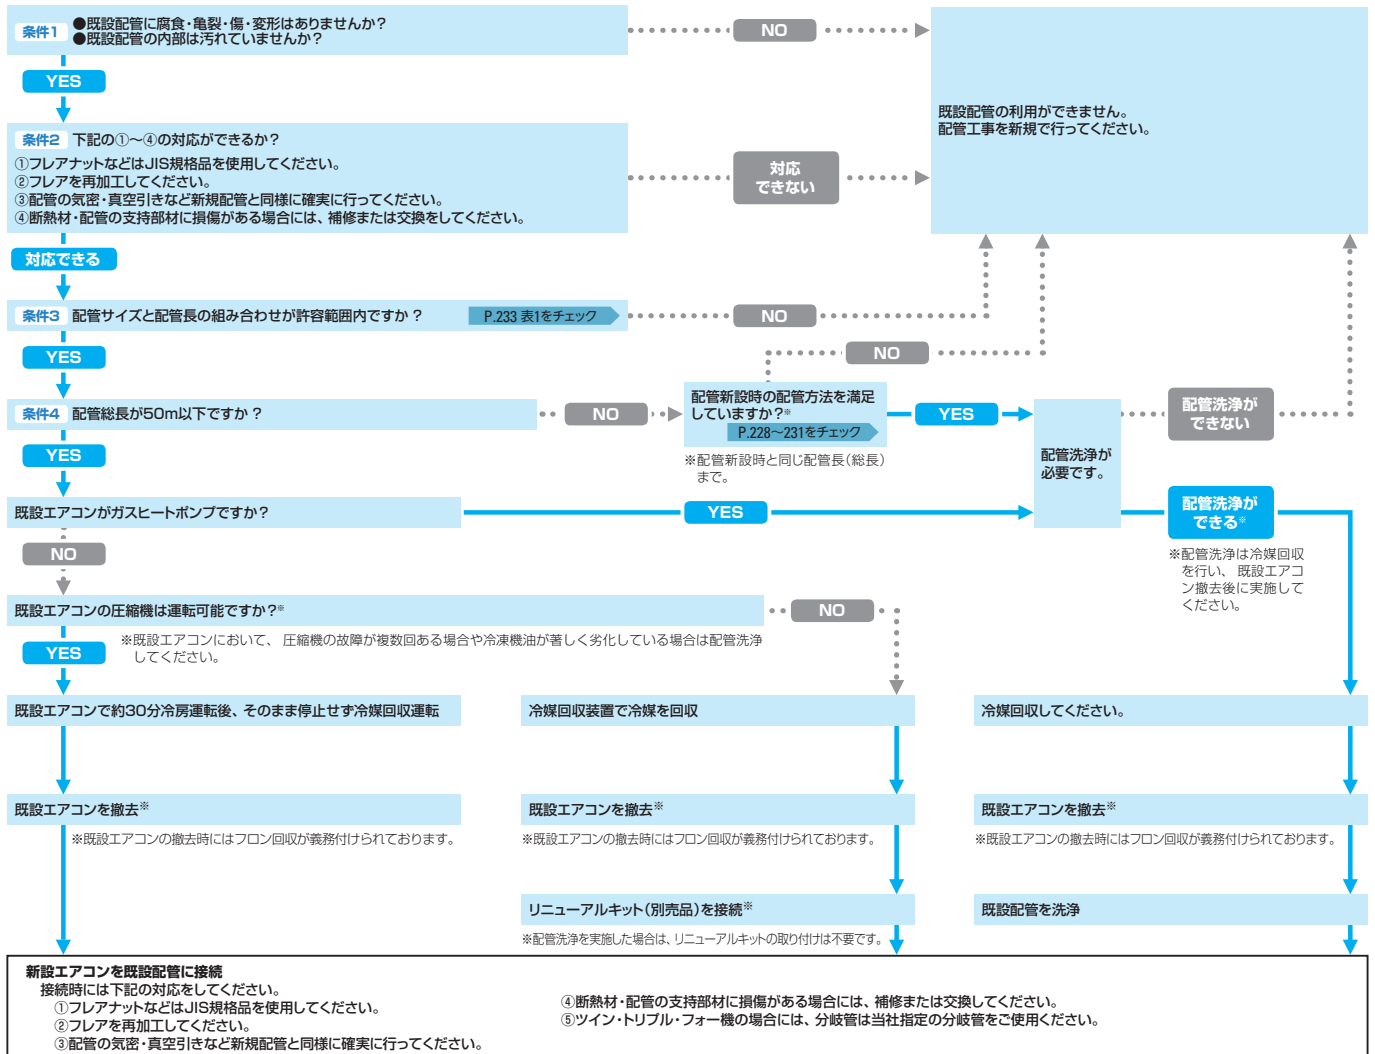 条件1
●既設配管に腐食・亀裂・傷・変形はありませんか？
●既設配管の内部は汚れていませんか？
NO
YES
既設配管の利用ができません。
配管工事を新規で行ってください。
条件2 下記の①～④の対応ができるか？
①フレアナットなどはJIS規格品を使用してください。
②フレアを再加工してください。
③配管の気密・真空引きなど新規配管と同様に確実に行ってください。
④断熱材・配管の支持部材に損傷がある場合には、補修または交換をしてください。
対応
できない
対応できる
条件3 配管サイズと配管長の組み合わせが許容範囲内ですか？
P.233 表1をチェック
NO
YES
NO
条件4 配管総長が50m以下ですか？
NO
配管新設時の配管方法を満足
していますか？※
P.228～231をチェック
※配管新設時と同じ配管長（総長）
まで。
YES
配管洗浄が
必要です。
配管洗浄が
できない
YES
既設エアコンがガスヒートポンプですか？
YES
配管洗浄が
できる※
※配管洗浄は冷媒回収
を行い、既設エアコ
ン撤去後に実施して
ください。
NO
既設エアコンの圧縮機は運転可能ですか？※
NO
※既設エアコンにおいて、圧縮機の故障が複数回ある場合や冷凍機油が著しく劣化している場合は配管洗浄
してください。
YES
既設エアコンで約30分冷房運転後、そのまま停止せず冷媒回収運転
冷媒回収装置で冷媒を回収
冷媒回収してください。
既設エアコンを撤去※
既設エアコンを撤去※
既設エアコンを撤去※
※既設エアコンの撤去時にはフロン回収が義務付けられております。
※既設エアコンの撤去時にはフロン回収が義務付けられております。
※既設エアコンの撤去時にはフロン回収が義務付けられております。
リニューアルキット（別売品）を接続※
既設配管を洗浄
※配管洗浄を実施した場合は、リニューアルキットの取り付けは不要です。
新設エアコンを既設配管に接続
接続時には下記の対応をしてください。
①フレアナットなどはJIS規格品を使用してください。
②フレアを再加工してください。
③配管の気密・真空引きなど新規配管と同様に確実に行ってください。
④断熱材・配管の支持部材に損傷がある場合には、補修または交換してください。
⑤ツイン・トリプル・フォー機の場合には、分岐管は当社指定の分岐管をご使用ください。